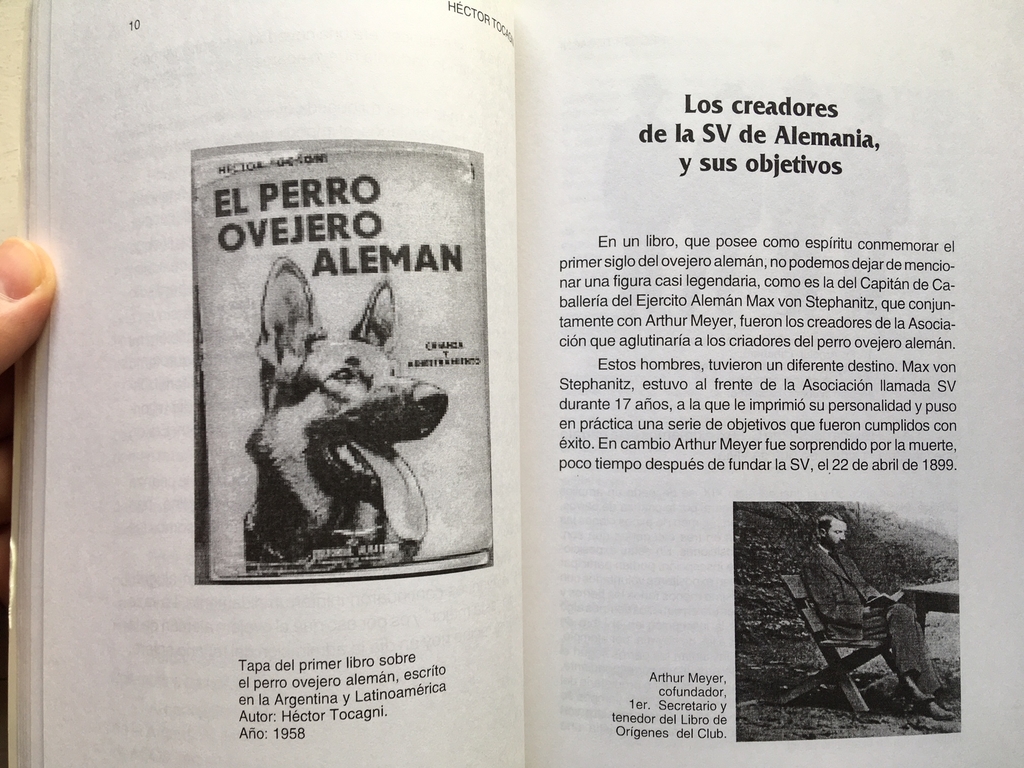 10
HÉCTOR TOCAGNI
EL PERRO
OVEJERO
ALEMAN
CRIANZA
Y
ADIESTRAMIENTO
Tapa del primer libro sobre
el perro ovejero alemán, escríto
en la Argentina y Latinoamérica
Autor: Héctor Tocagni.
Año: 1958
Los creadores
de la SV de Alemania,
y sus objetivos
En un libro, que posee como espíritu conmemorar el
primer siglo del ovejero alemán, no podemos dejar de mencio-
nar una figura casi legendaria, como es la del Capitán de Ca-
ballería del Ejercito Alemán Max von Stephanitz, que conjun-
tamente con Arthur Meyer, fueron los creadores de la Asocia-
ción que aglutinaría a los criadores del perro ovejero alemán.
Estos hombres, tuvieron un diferente destino. Max von
Stephanitz, estuvo al frente de la Asociación llamada SV
durante 17 años, a la que le imprimió su personalidad y puso
en práctica una serie de objetivos que fueron cumplidos con
éxito. En cambio Arthur Meyer fue sorprendido por la muerte,
poco tiempo después de fundar la SV, el 22 de abril de 1899.
Arthur Meyer,
cofundador,
1er. Secretario y
tenedor del Libro de
Orígenes del Club.